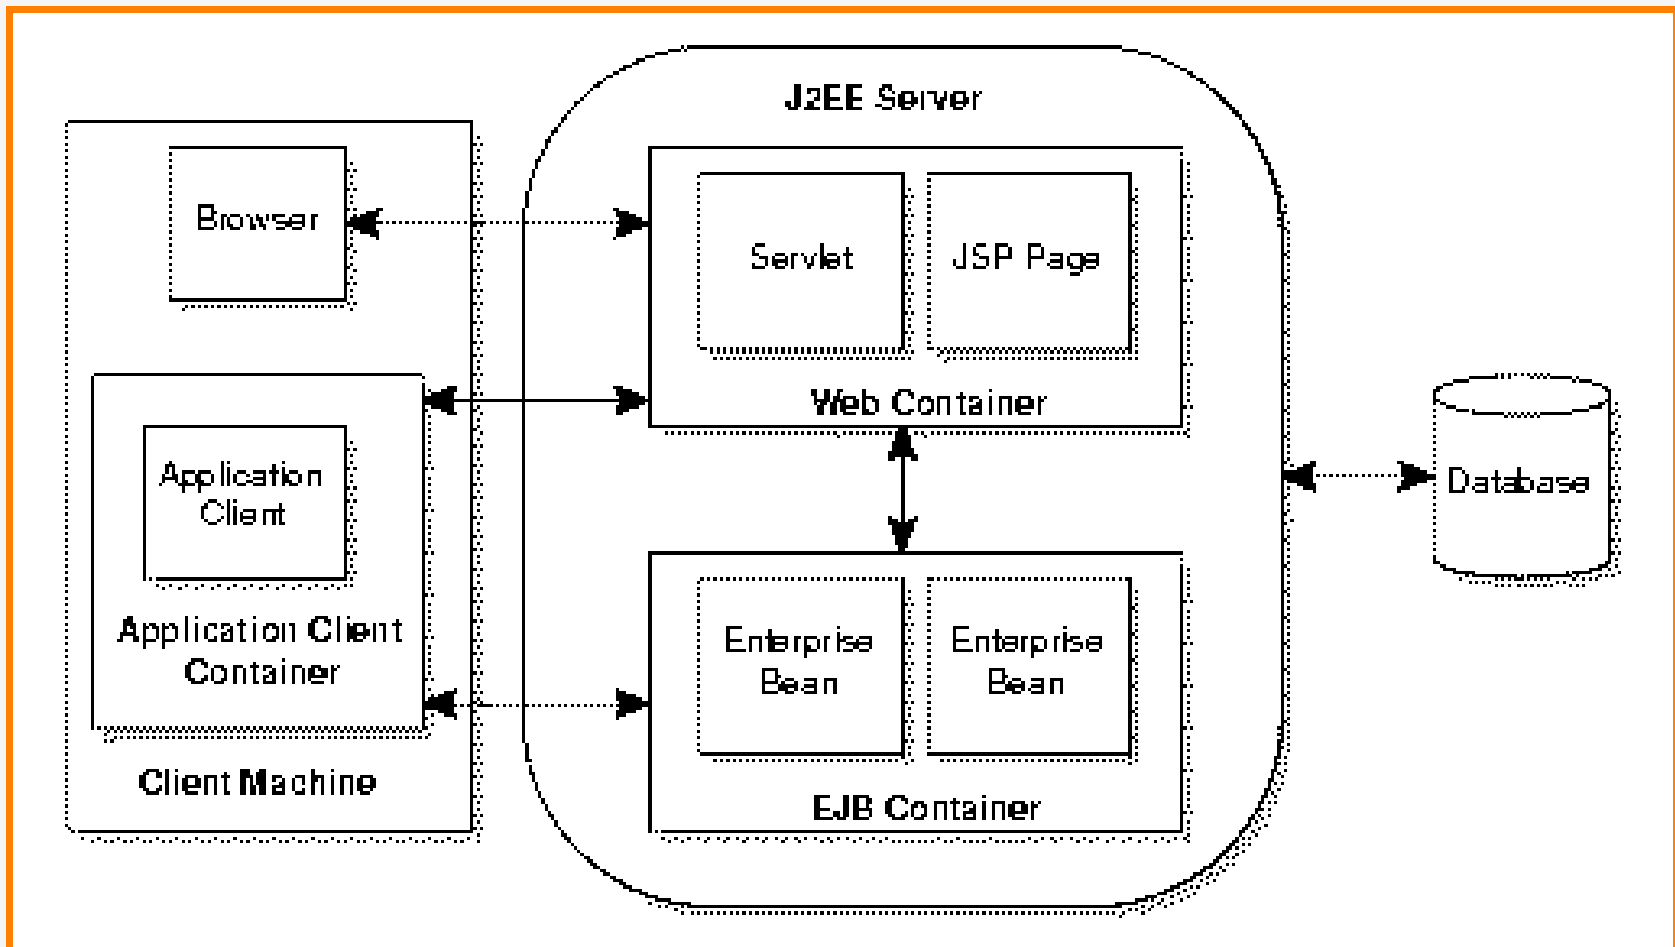 J2EE Server
Browser
Servlet
JSP Page
Web Container
Application
Client
Application Client
Container
Client Machine
Enterprise
Bean
Enterprise
Bean
EJB Container
Database